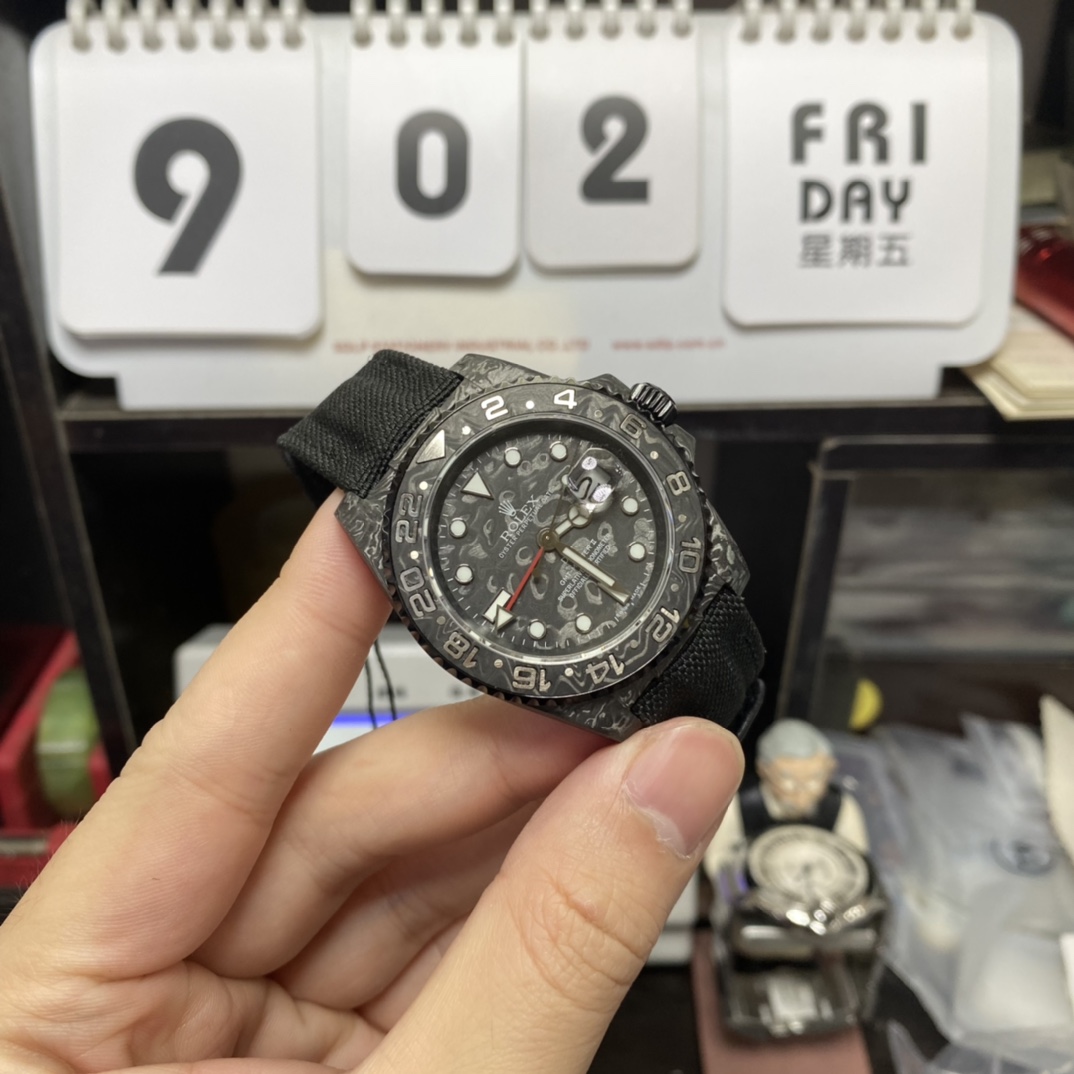 9 0 2 FRI
DAY
星期五
2 4 6 8 10 12 14 16 18 20 22
ROLEX
OYSTER PERPETUAL